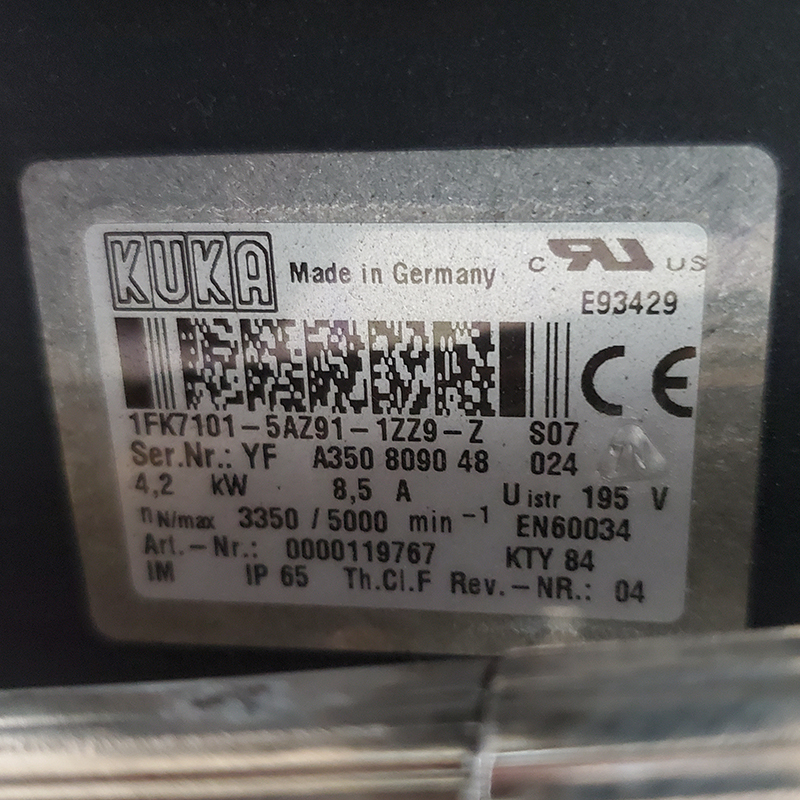 KUKA Made in Germany C RU US
E93429
CE
1FK7101-5AZ91-1ZZ9-Z S07
Ser.Nr.: YF A350 8090 48 024
4,2 kW 8,5 A U istr 195 V
nN/max 3350 / 5000 min -1 EN60034
Art.-Nr.: 0000119767 KTY 84
IM IP 65 Th.Cl.F Rev.-NR.: 04